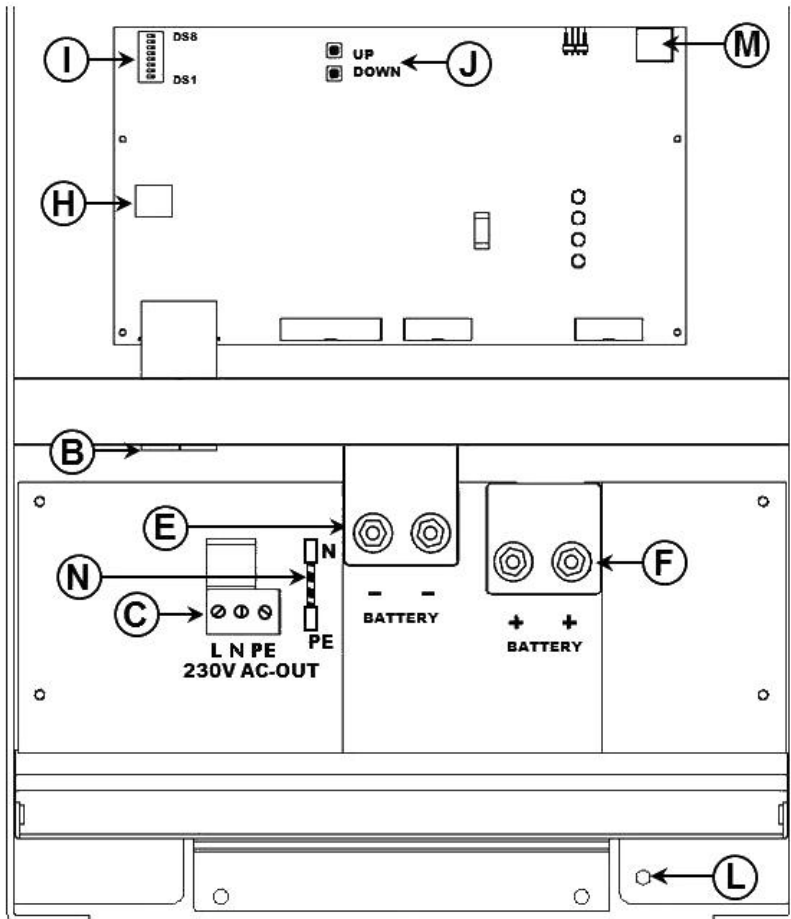 DS8
I
DS1
UP
DOWN
J
M
H
B
E
N
N
C
PE
L N PE
230V AC-OUT
- -
BATTERY
F
+ +
BATTERY
L